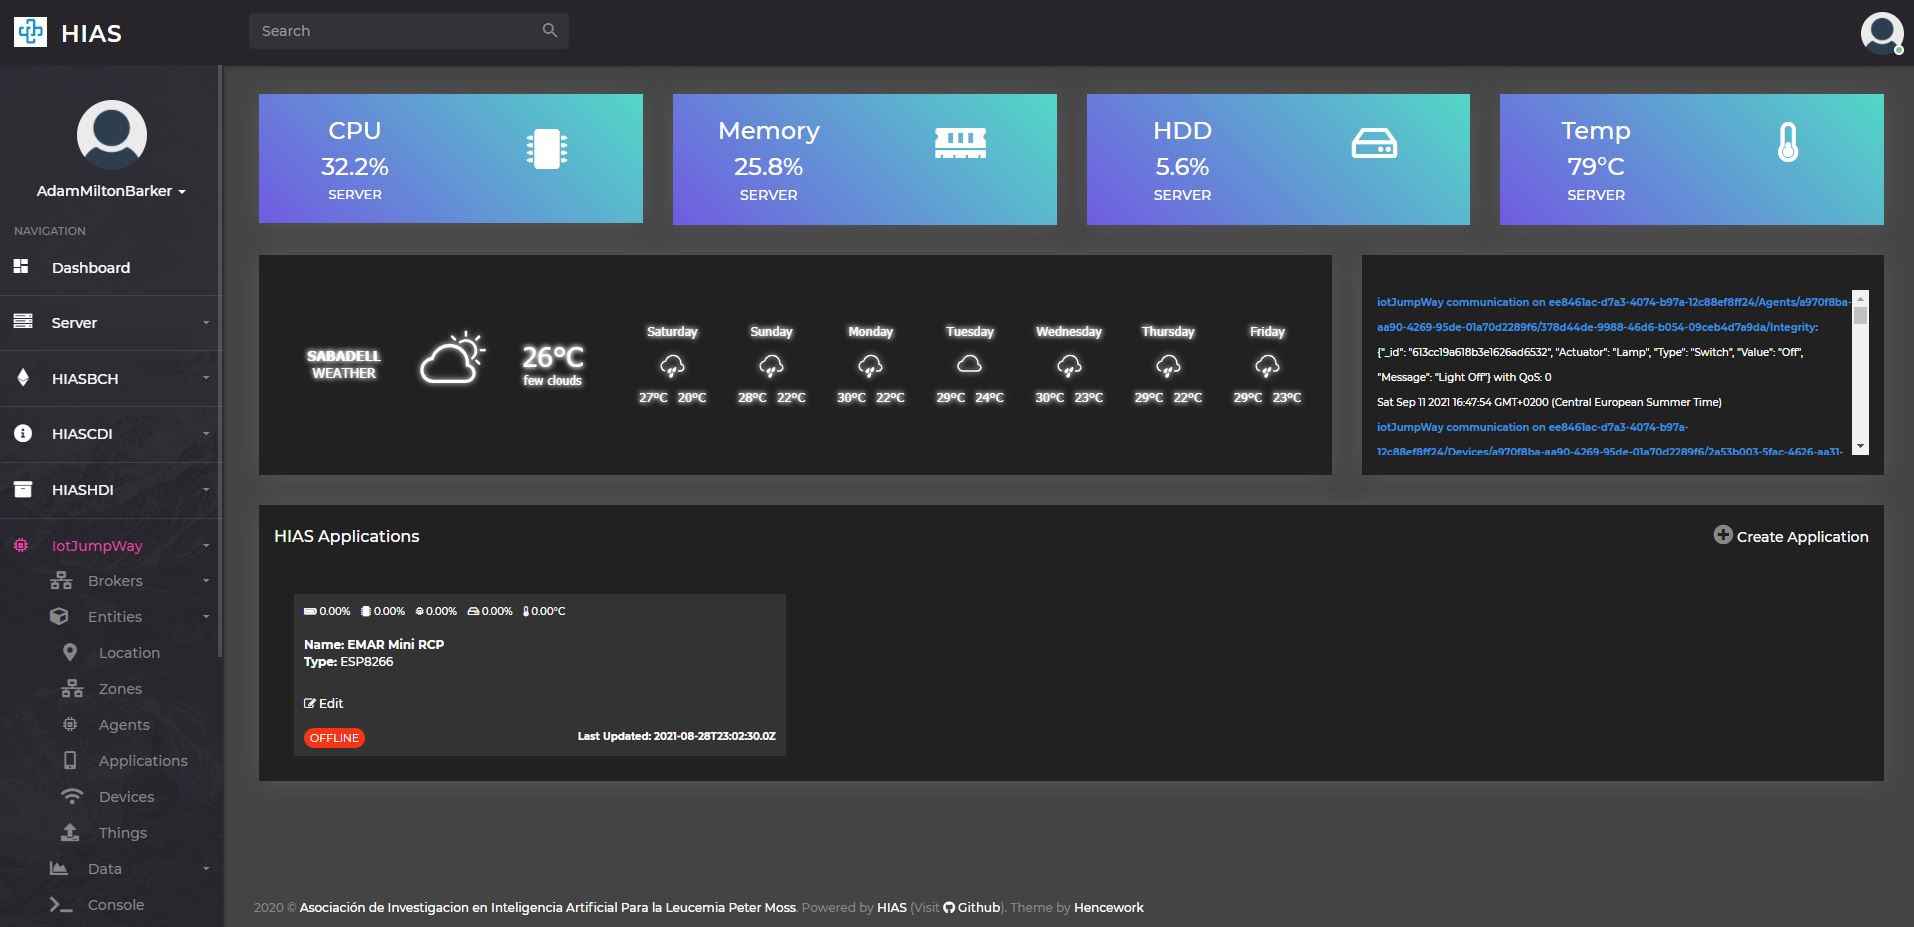 HIAS
Search
AdamMiltonBarker
NAVIGATION
Dashboard
Server
HIASBCH
HIASCDI
HIASHDI
IotJumpWay
Brokers
Entities
Location
Zones
Agents
Applications
Devices
Things
Data
Console
CPU
32.2%
SERVER
Memory
25.8%
SERVER
HDD
5.6%
SERVER
Temp
79°C
SERVER
SABADELL
WEATHER
26°C
few clouds
Saturday Sunday Monday Tuesday Wednesday Thursday Friday
27°C 20°C 28°C 22°C 30°C 22°C 29°C 24°C 30°C 23°C 29°C 22°C 29°C 23°C
iotJumpWay communication on ee8461ac-d7a3-4074-b97a-12c88ef8ff24/Agents/a970f8ba-
aa90-4269-95de-01a70d2289f6/378d44de-9988-46d6-b054-09ceb4d7a9da/Integrity:
{"_id": "613cc19a618b3e1626ad6532", "Actuator": "Lamp", "Type": "Switch", "Value": "Off",
"Message": "Light Off"} with QoS: 0
Sat Sep 11 2021 16:47:54 GMT+0200 (Central European Summer Time)
iotJumpWay communication on ee8461ac-d7a3-4074-b97a-
12c88ef8ff24/Devices/a970f8ba-aa90-4269-95de-01a70d2289f6/2a53b003-5fac-4626-aa31-
HIAS Applications
Create Application
0.00% 0.00% 0.00% 0.00% 0.00°C
Name: EMAR Mini RCP
Type: ESP8266
Edit
OFFLINE
Last Updated: 2021-08-28T23:02:30.0Z
2020 © Asociación de Investigacion en Inteligencia Artificial Para la Leucemia Peter Moss. Powered by HIAS (Visit Github). Theme by Hencework